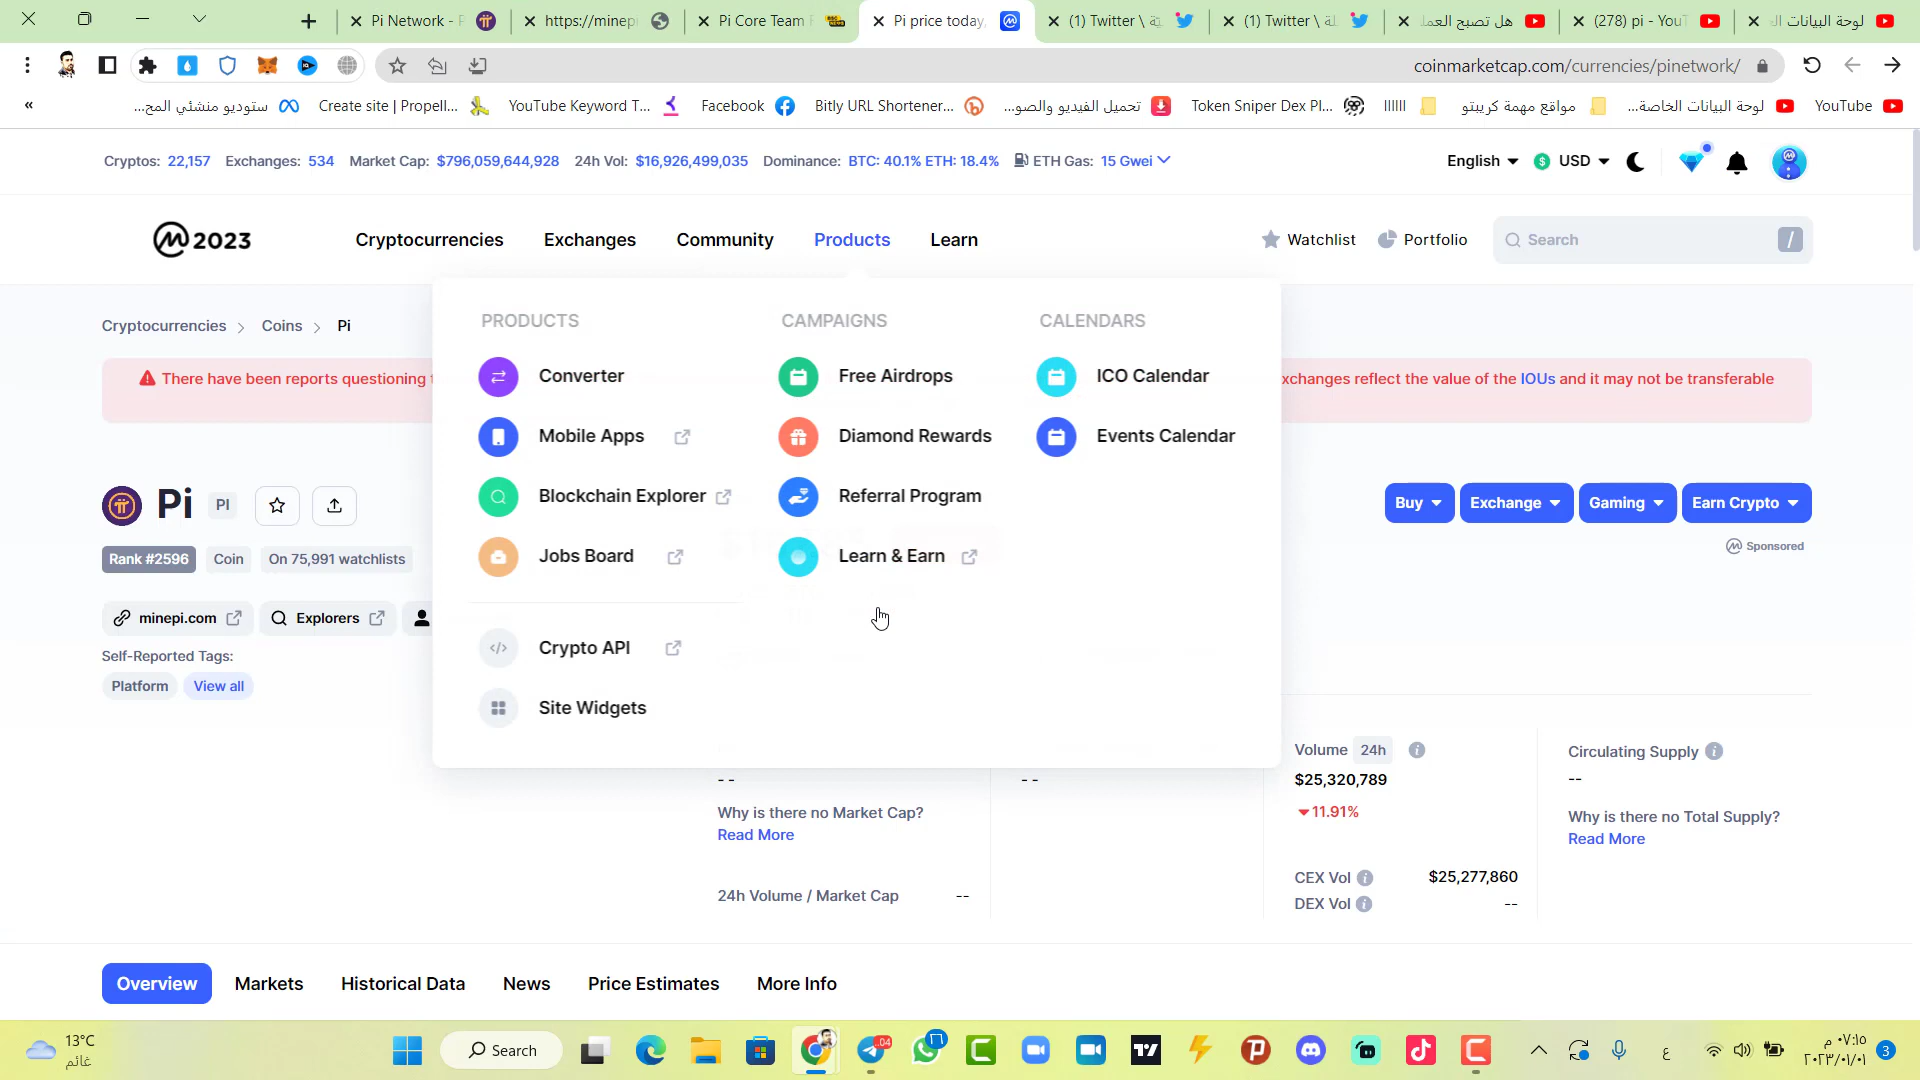 Pi Network - P
https://minepi
Pi Core Team
Pi price today,
(1) Twitter \
(1) Twitter \
هل تصبح العملة
(278) pi - YouT
لوحة البيانات ال
coinmarketcap.com/currencies/pinetwork/
«
ستوديو منشئي المح...
Create site | Propell...
YouTube Keyword T...
Facebook
Bitly URL Shortener...
تحميل الفيديو والصو...
Token Sniper Dex Pl...
llllll
مواقع مهمة كريبتو
لوحة البيانات الخاصة...
YouTube
Cryptos: 22,157 Exchanges: 534 Market Cap: $796,059,644,928 24h Vol: $16,926,499,035 Dominance: BTC: 40.1% ETH: 18.4% ETH Gas: 15 Gwei
English
USD
2023
Cryptocurrencies
Exchanges
Community
Products
Learn
Watchlist
Portfolio
Search
/
Cryptocurrencies > Coins > Pi
There have been reports questioning
xchanges reflect the value of the IOUs and it may not be transferable
PRODUCTS
Converter
Mobile Apps
Blockchain Explorer
Jobs Board
Crypto API
Site Widgets
CAMPAIGNS
Free Airdrops
Diamond Rewards
Referral Program
Learn & Earn
CALENDARS
ICO Calendar
Events Calendar
Pi PI
Rank #2596
Coin
On 75,991 watchlists
minepi.com
Explorers
Self-Reported Tags:
Platform
View all
Buy
Exchange
Gaming
Earn Crypto
Sponsored
- -
Why is there no Market Cap?
Read More
24h Volume / Market Cap --
- -
Volume 24h
$25,320,789
11.91%
CEX Vol $25,277,860
DEX Vol --
Circulating Supply
--
Why is there no Total Supply?
Read More
Overview
Markets
Historical Data
News
Price Estimates
More Info
13°C
غائم
Search
.04
ع
٠٧:١٥ م
٢٠٢٣/٠١/٠١
3